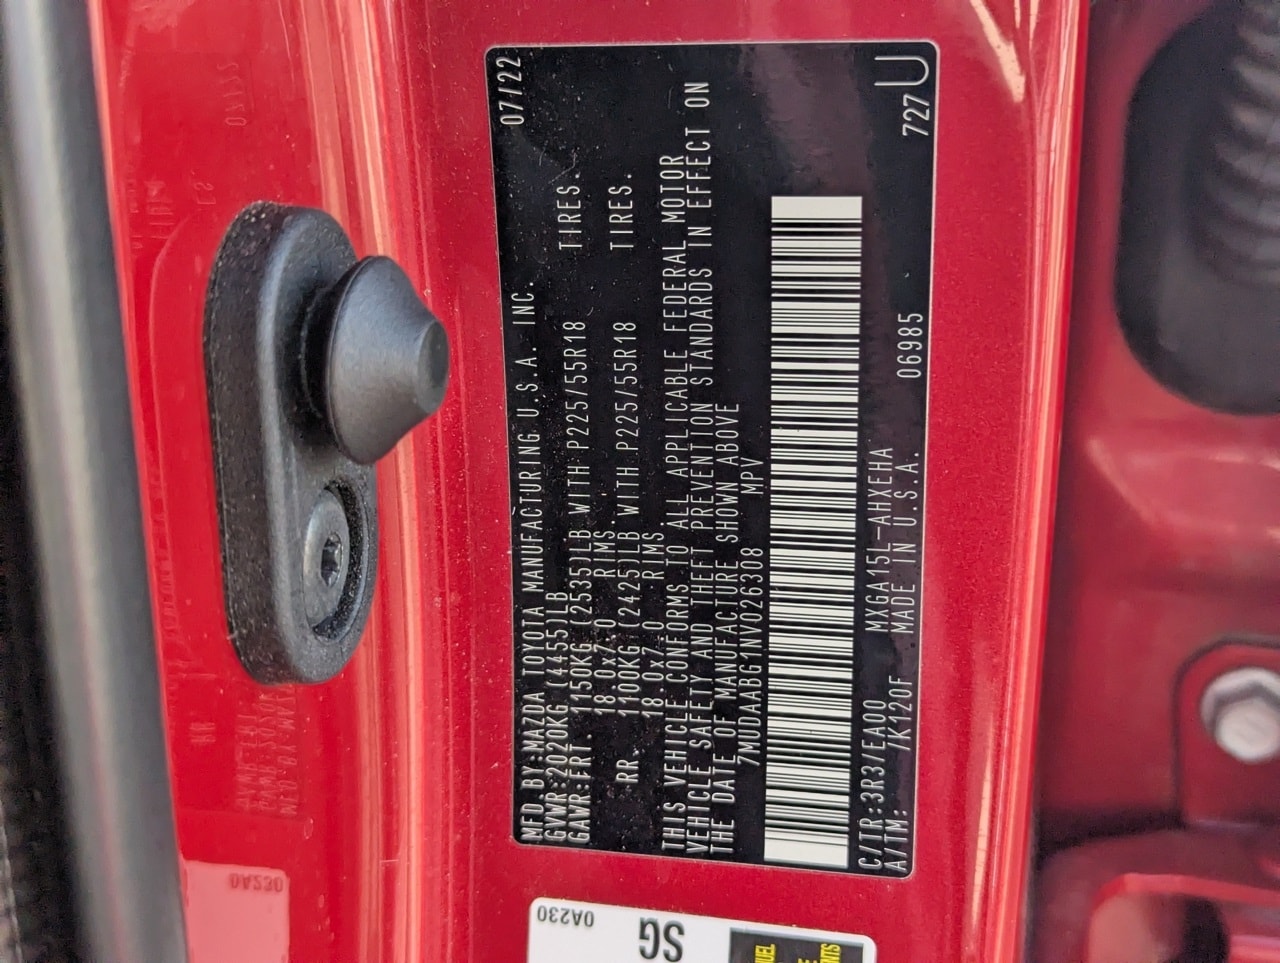 MFD. BY:MAZDA TOYOTA MANUFACTURING U.S.A. INC. 07/22
GVWR:2020KG (4455)LB
GAWR:FRT 1150KG (2535)LB WITH P225/55R18 TIRES.
18.0x7.0 RIMS.
RR. 1100KG (2425)LB WITH P225/55R18 TIRES.
18.0x7.0 RIMS
THIS VEHICLE CONFORMS TO ALL APPLICABLE FEDERAL MOTOR
VEHICLE SAFETY AND THEFT PREVENTION STANDARDS IN EFFECT ON
THE DATE OF MANUFACTURE SHOWN ABOVE
7MUDAABG1NV026308 MPV
C/TR:3R3/EA00 MXGA15L-AHXEHA
A/TM: /K120F MADE IN U.S.A. 06985 727 U
0A230
SG